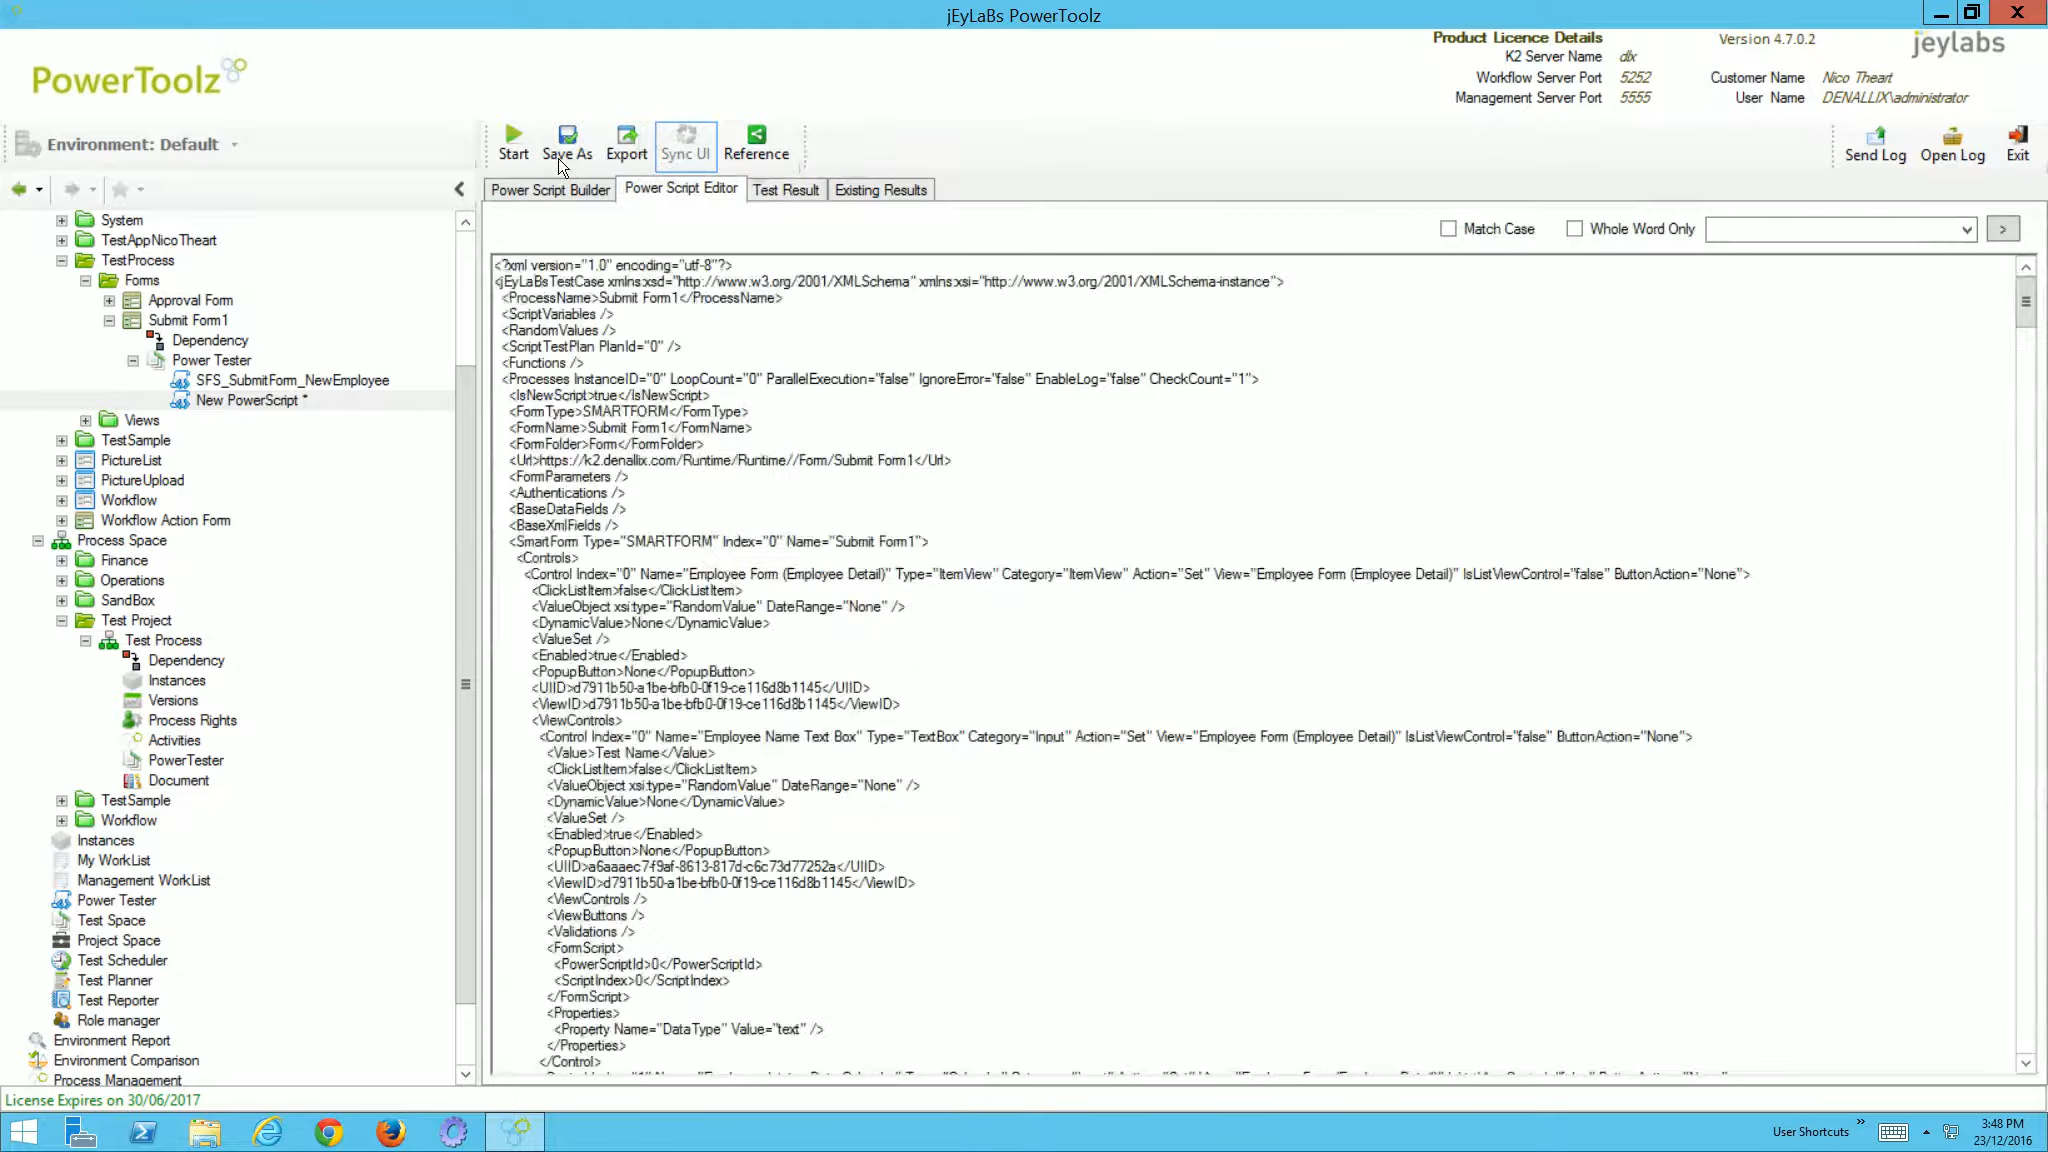 jEyLaBs PowerToolz
PowerToolz
Product Licence Details
K2 Server Name dlx
Workflow Server Port 5252
Management Server Port 5555
Version 4.7.0.2
jeylabs
Customer Name Nico Theart
User Name DENALLIX\administrator
Environment: Default
Start
Save As
Export
Sync UI
Reference
Send Log
Open Log
Exit
Power Script Builder
Power Script Editor
Test Result
Existing Results
Match Case
Whole Word Only
>
System
TestAppNicoTheart
TestProcess
Forms
Approval Form
Submit Form1
Dependency
Power Tester
SFS_SubmitForm_NewEmployee
New PowerScript *
Views
TestSample
PictureList
PictureUpload
Workflow
Workflow Action Form
Process Space
Finance
Operations
SandBox
Test Project
Test Process
Dependency
Instances
Versions
Process Rights
Activities
PowerTester
Document
TestSample
Workflow
Instances
My WorkList
Management WorkList
Power Tester
Test Space
Project Space
Test Scheduler
Test Planner
Test Reporter
Role manager
Environment Report
Environment Comparison
Process Management
<?xml version="1.0" encoding="utf-8"?>
<jEyLaBsTestCase xmlns:xsd="http://www.w3.org/2001/XMLSchema" xmlns:xsi="http://www.w3.org/2001/XMLSchema-instance">
<ProcessName>Submit Form1</ProcessName>
<ScriptVariables />
<RandomValues />
<ScriptTestPlan PlanId="0" />
<Functions />
<Processes InstanceID="0" LoopCount="0" ParallelExecution="false" IgnoreError="false" EnableLog="false" CheckCount="1">
<IsNewScript>true</IsNewScript>
<FormType>SMARTFORM</FormType>
<FormName>Submit Form1</FormName>
<FormFolder>Form</FormFolder>
<Url>https://k2.denallix.com/Runtime/Runtime//Form/Submit Form1</Url>
<FormParameters />
<Authentications />
<BaseDataFields />
<BaseXmlFields />
<SmartForm Type="SMARTFORM" Index="0" Name="Submit Form1">
<Controls>
<Control Index="0" Name="Employee Form (Employee Detail)" Type="ItemView" Category="ItemView" Action="Set" View="Employee Form (Employee Detail)" IsListViewControl="false" ButtonAction="None">
<ClickListItem>false</ClickListItem>
<ValueObject xsi:type="RandomValue" DateRange="None" />
<DynamicValue>None</DynamicValue>
<ValueSet />
<Enabled>true</Enabled>
<PopupButton>None</PopupButton>
<UIID>d7911b50-a1be-bfb0-0f19-ce116d8b1145</UIID>
<ViewID>d7911b50-a1be-bfb0-0f19-ce116d8b1145</ViewID>
<ViewControls>
<Control Index="0" Name="Employee Name Text Box" Type="TextBox" Category="Input" Action="Set" View="Employee Form (Employee Detail)" IsListViewControl="false" ButtonAction="None">
<Value>Test Name</Value>
<ClickListItem>false</ClickListItem>
<ValueObject xsi:type="RandomValue" DateRange="None" />
<DynamicValue>None</DynamicValue>
<ValueSet />
<Enabled>true</Enabled>
<PopupButton>None</PopupButton>
<UIID>a6aaaec7-f9af-8613-817d-c6c73d77252a</UIID>
<ViewID>d7911b50-a1be-bfb0-0f19-ce116d8b1145</ViewID>
<ViewControls />
<ViewButtons />
<Validations />
<FormScript>
<PowerScriptId>0</PowerScriptId>
<ScriptIndex>0</ScriptIndex>
</FormScript>
<Properties>
<Property Name="DataType" Value="text" />
</Properties>
</Control>
License Expires on 30/06/2017
User Shortcuts
3:48 PM
23/12/2016